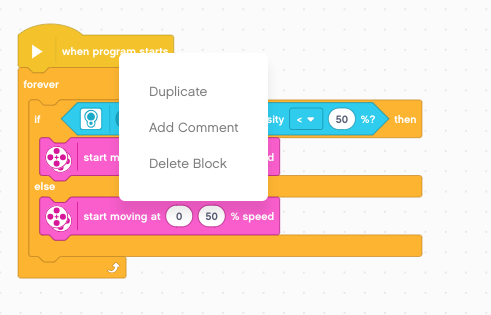 when program starts
forever
Duplicate
if
< 50 %? then
Add Comment
start
Delete Block
else
start moving at 0 50 % speed